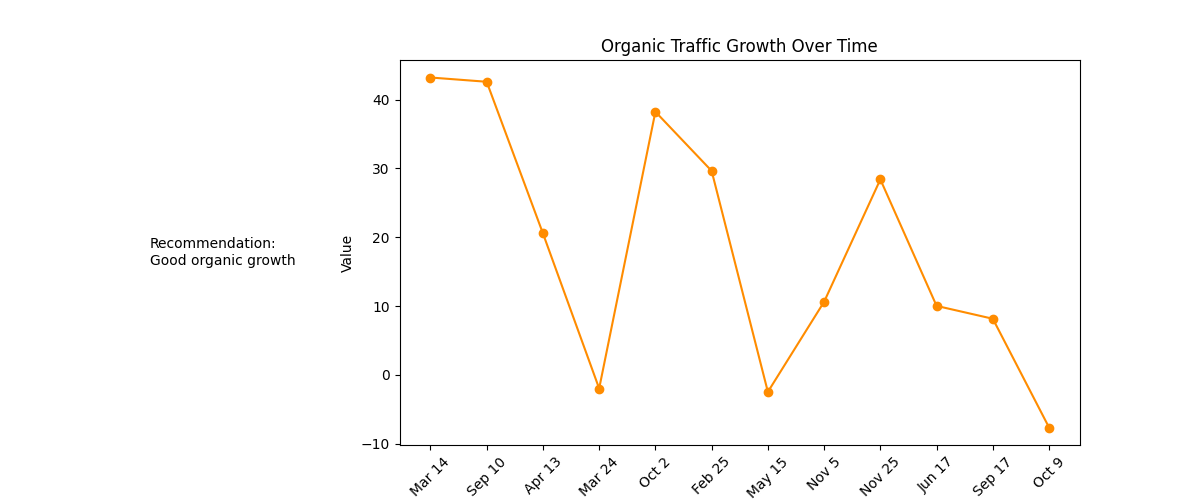 Organic Traffic Growth Over Time
Recommendation:
Good organic growth
Value
40
30
20
10
0
−10
Mar 14
Sep 10
Apr 13
Mar 24
Oct 2
Feb 25
May 15
Nov 5
Nov 25
Jun 17
Sep 17
Oct 9